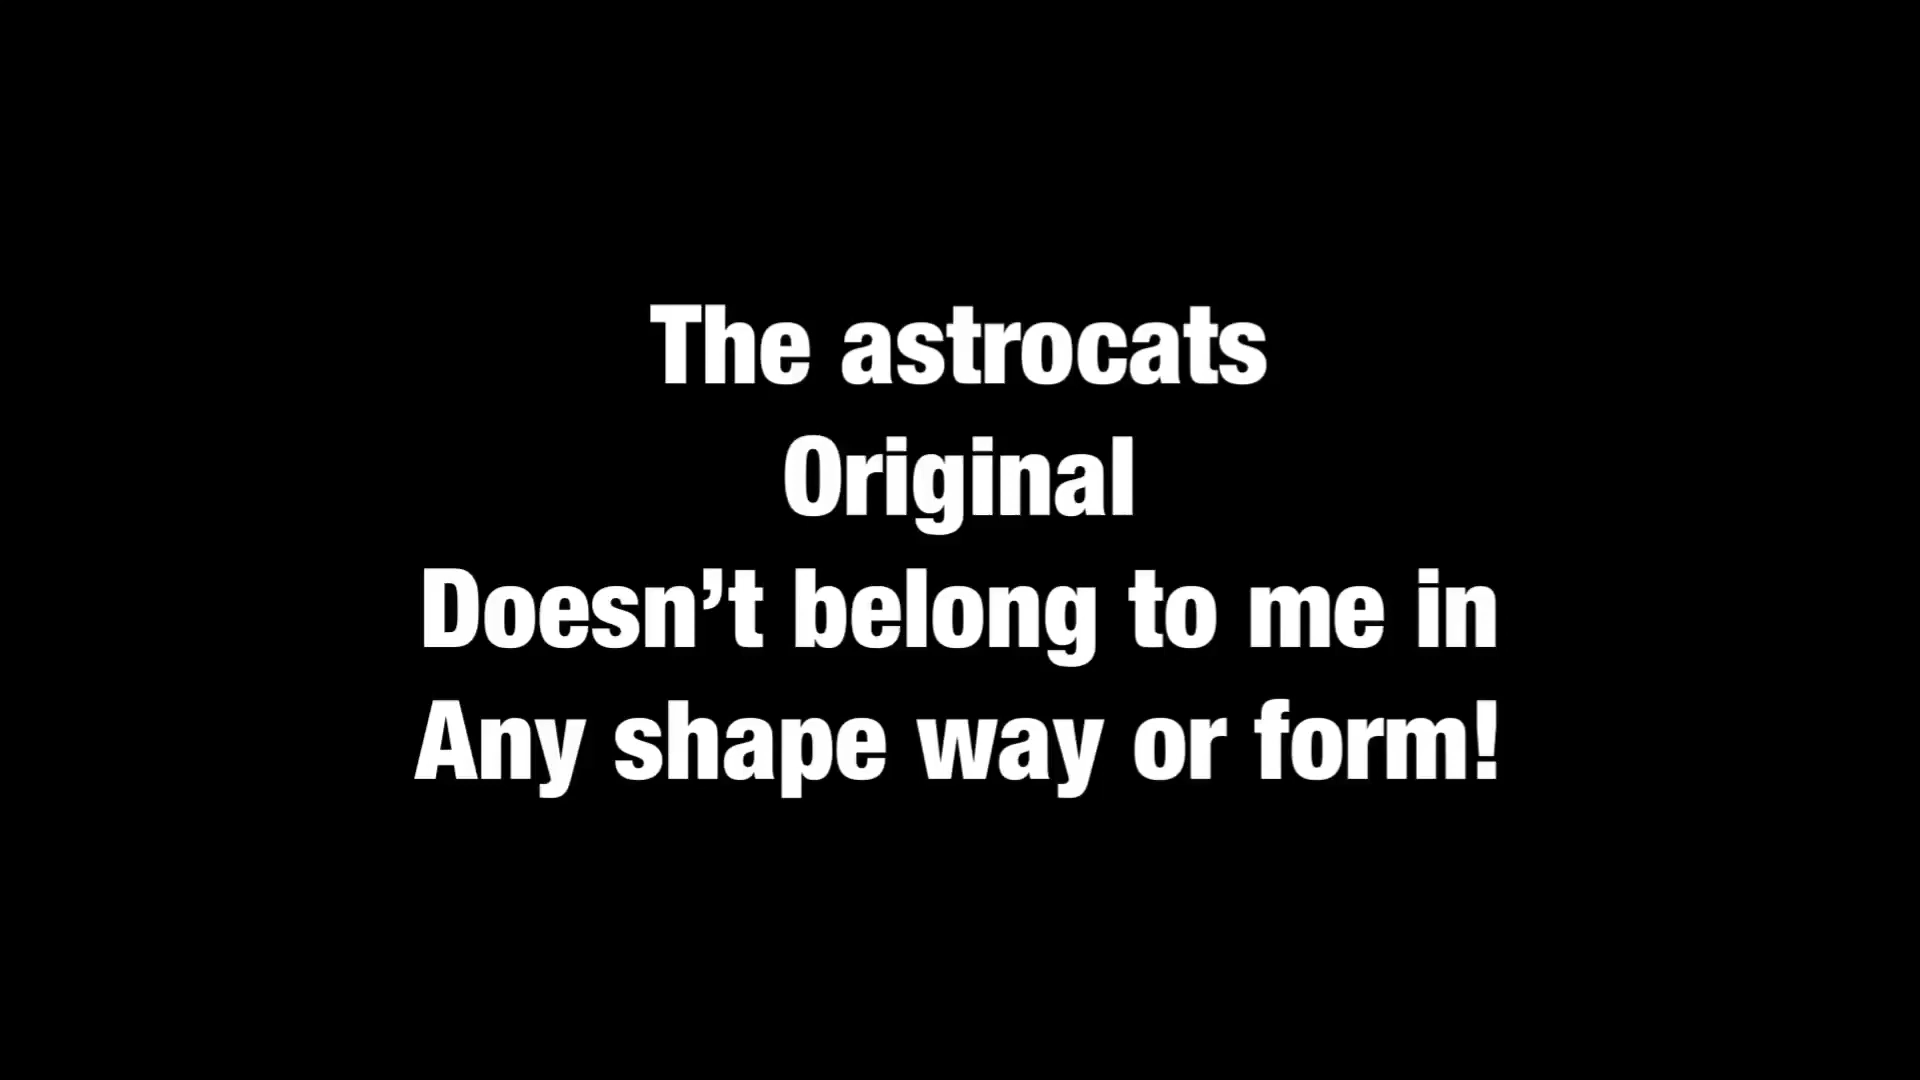 The astrocats
Original
Doesn’t belong to me in
Any shape way or form!